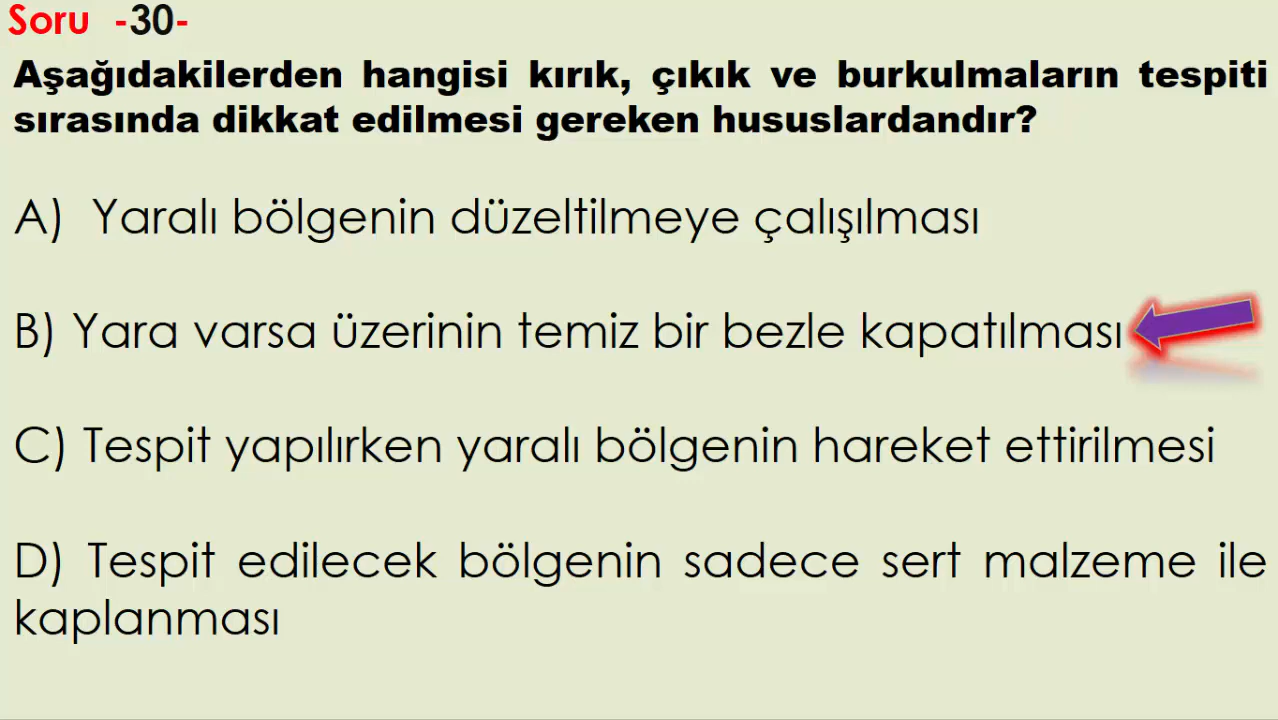 Soru -30-
Aşağıdakilerden hangisi kırık, çıkık ve burkulmaların tespiti
sırasında dikkat edilmesi gereken hususlardandır?
A) Yaralı bölgenin düzeltilmeye çalışılması
B) Yara varsa üzerinin temiz bir bezle kapatılması
C) Tespit yapılırken yaralı bölgenin hareket ettirilmesi
D) Tespit edilecek bölgenin sadece sert malzeme ile
kaplanması